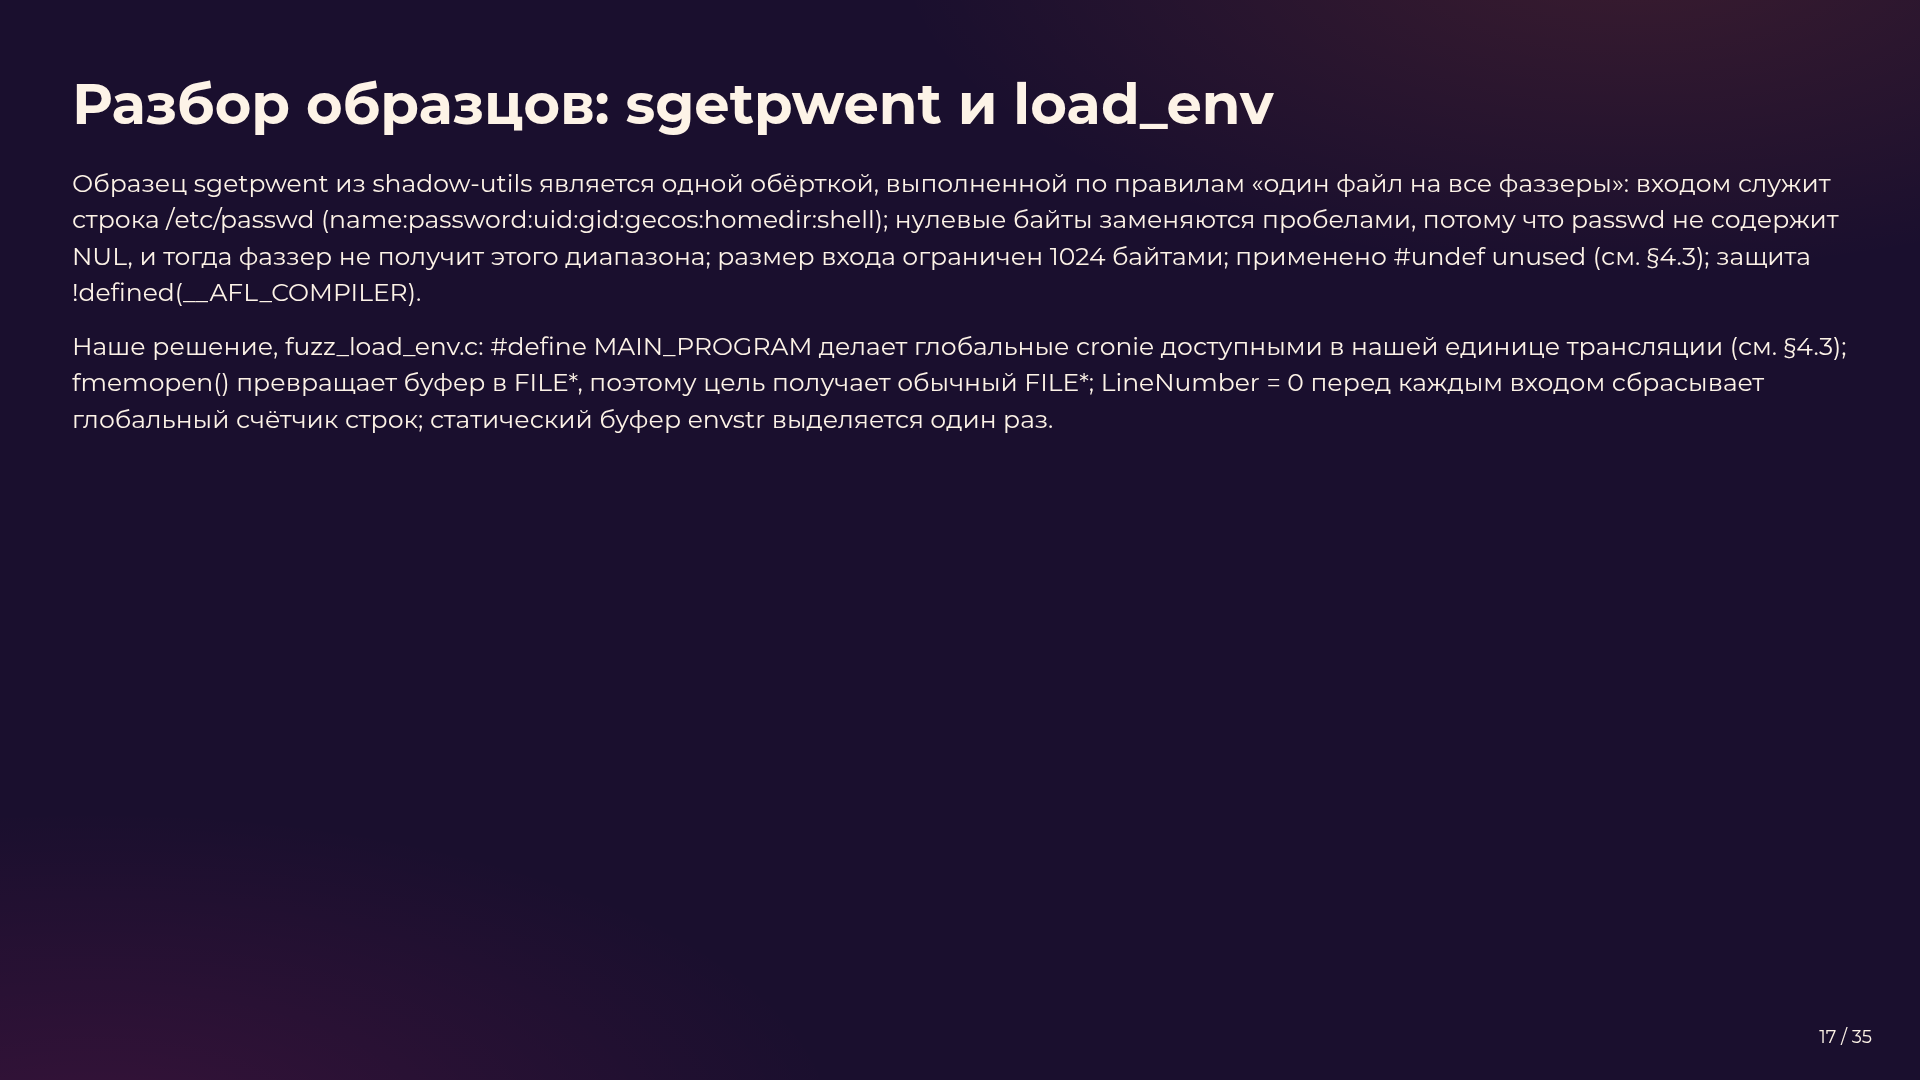 Разбор образцов: sgetpwent и load_env
Образец sgetpwent из shadow-utils является одной обёрткой, выполненной по правилам «один файл на все фаззеры»: входом служит
строка /etc/passwd (name:password:uid:gid:gecos:homedir:shell); нулевые байты заменяются пробелами, потому что passwd не содержит
NUL, и тогда фаззер не получит этого диапазона; размер входа ограничен 1024 байтами; применено #undef unused (см. §4.3); защита
!defined(__AFL_COMPILER).
Наше решение, fuzz_load_env.c: #define MAIN_PROGRAM делает глобальные cronie доступными в нашей единице трансляции (см. §4.3);
fmemopen() превращает буфер в FILE*, поэтому цель получает обычный FILE*; LineNumber = 0 перед каждым входом сбрасывает
глобальный счётчик строк; статический буфер envstr выделяется один раз.
17 / 35